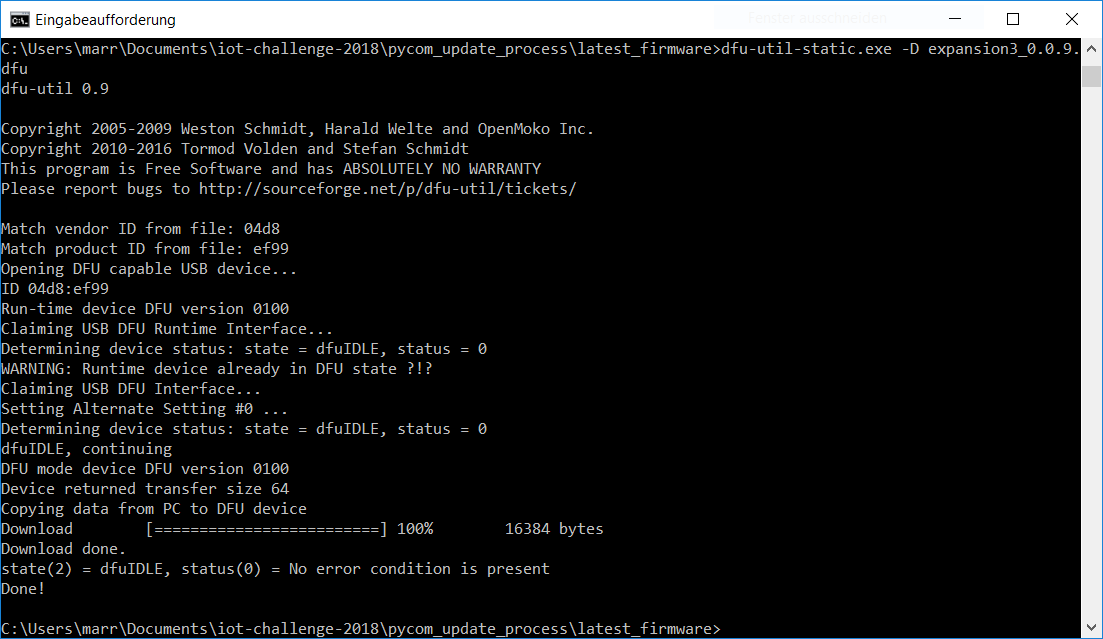 Eingabeaufforderung
Fenster ausschneiden
C:\Users\marr\Documents\iot-challenge-2018\pycom_update_process\latest_firmware>dfu-util-static.exe -D expansion3_0.0.9.
dfu
dfu-util 0.9
Copyright 2005-2009 Weston Schmidt, Harald Welte and OpenMoko Inc.
Copyright 2010-2016 Tormod Volden and Stefan Schmidt
This program is Free Software and has ABSOLUTELY NO WARRANTY
Please report bugs to http://sourceforge.net/p/dfu-util/tickets/
Match vendor ID from file: 04d8
Match product ID from file: ef99
Opening DFU capable USB device...
ID 04d8:ef99
Run-time device DFU version 0100
Claiming USB DFU Runtime Interface...
Determining device status: state = dfuIDLE, status = 0
WARNING: Runtime device already in DFU state ?!?
Claiming USB DFU Interface...
Setting Alternate Setting #0 ...
Determining device status: state = dfuIDLE, status = 0
dfuIDLE, continuing
DFU mode device DFU version 0100
Device returned transfer size 64
Copying data from PC to DFU device
Download        [=========================] 100%        16384 bytes
Download done.
state(2) = dfuIDLE, status(0) = No error condition is present
Done!
C:\Users\marr\Documents\iot-challenge-2018\pycom_update_process\latest_firmware>